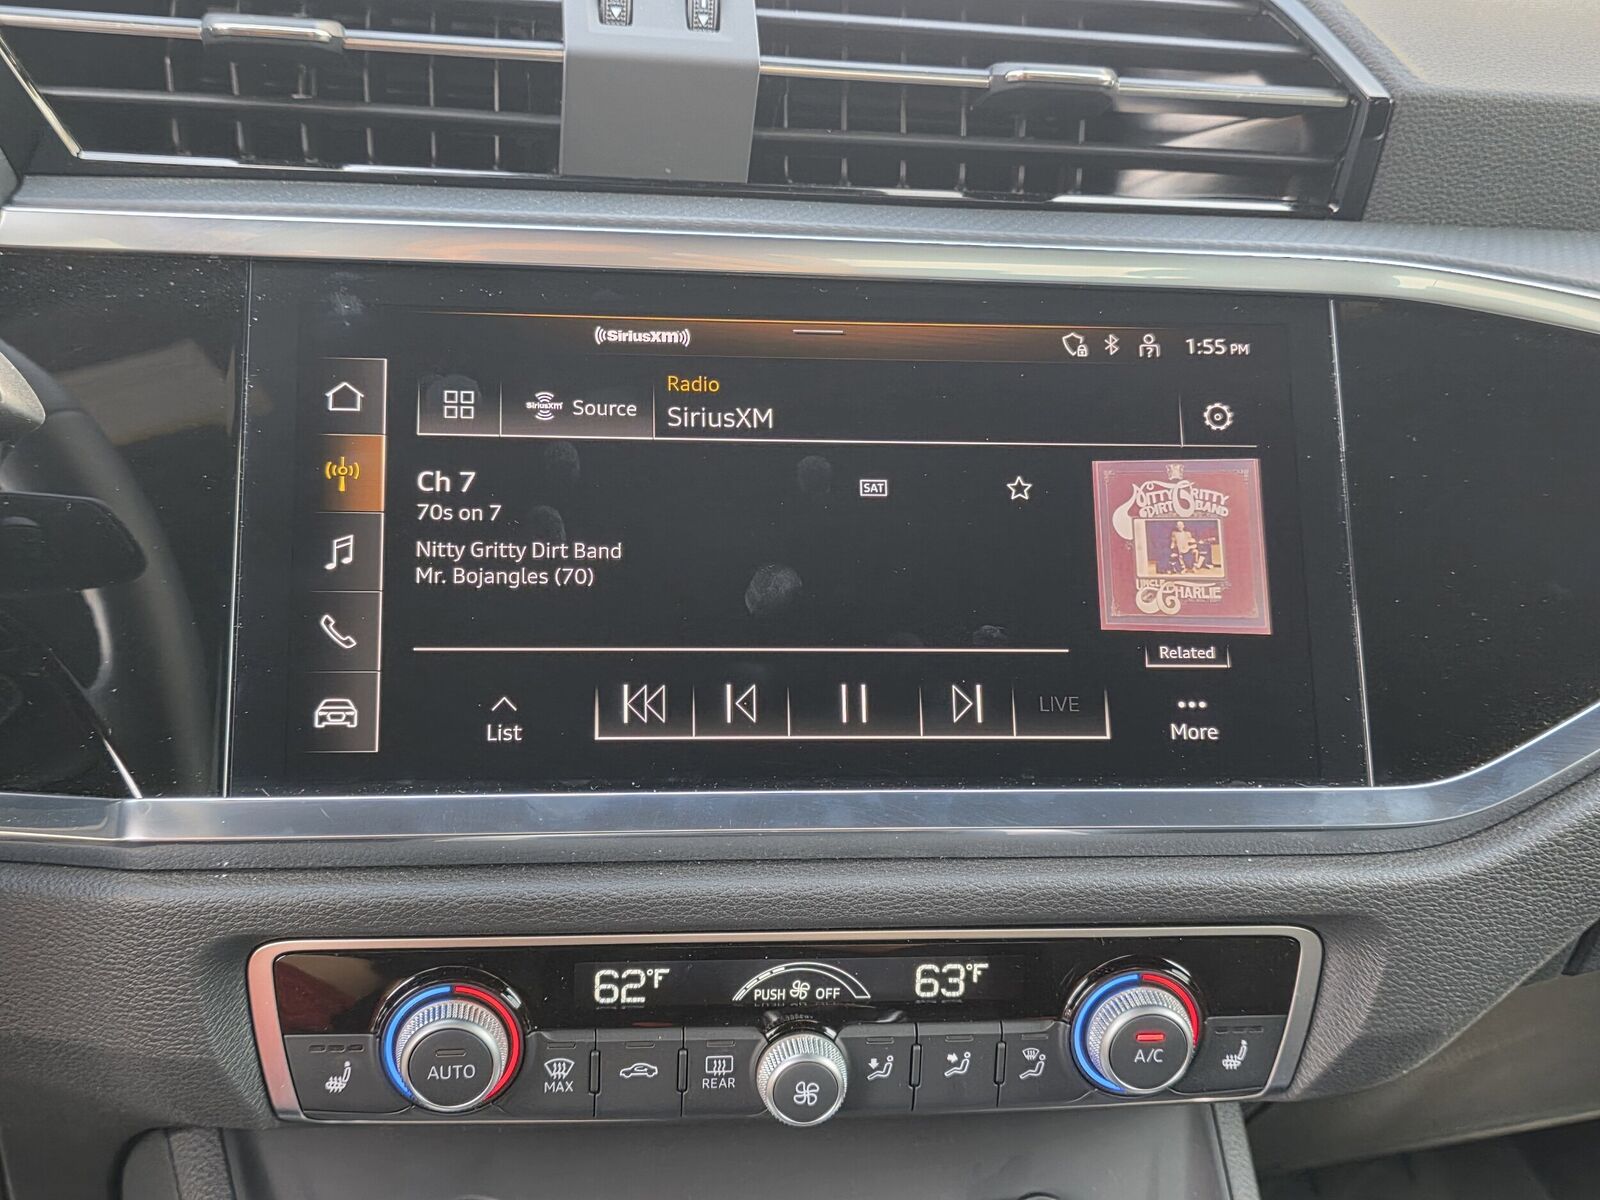 SiriusXM
1:55 PM
SiriusXM
Source
Radio
SiriusXM
Ch 7
70s on 7
SAT
Nitty Gritty Dirt Band
Mr. Bojangles (70)
NITTY GRITTY
DIRT BAND
UNCLE
CHARLIE
Related
List
LIVE
More
62°F
PUSH OFF
63°F
AUTO
MAX
REAR
A/C